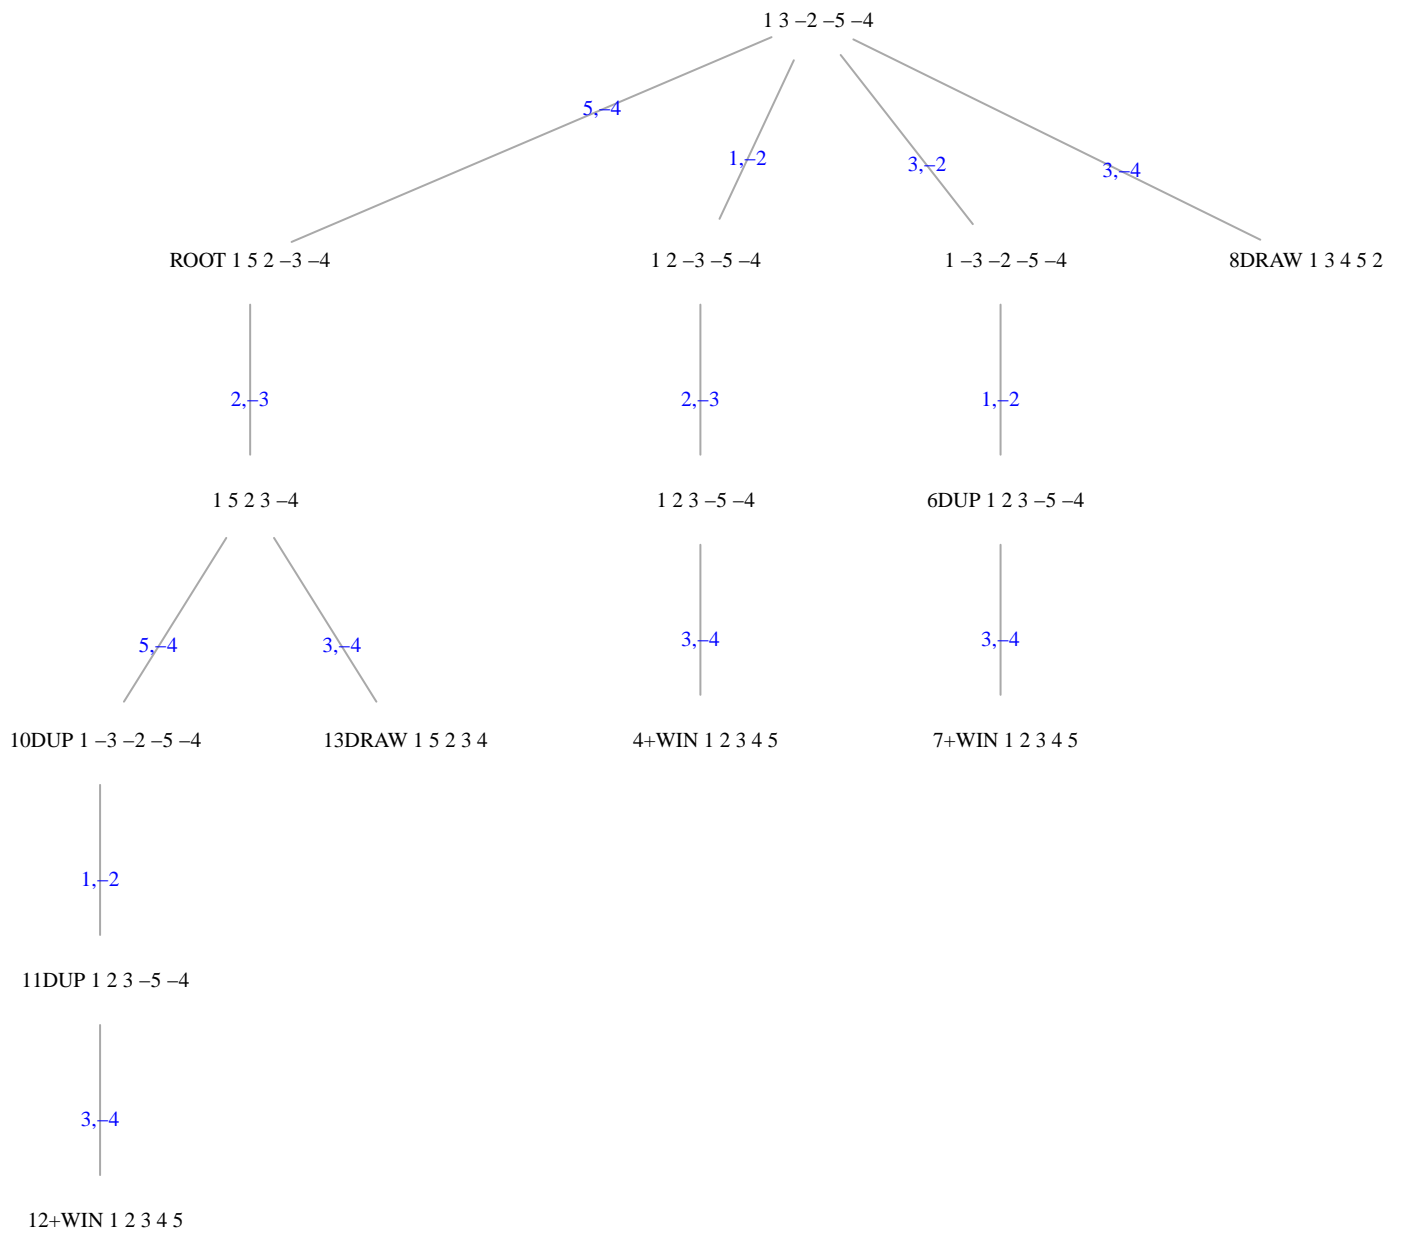 1 3 –2 –5 –4
5,–4
1,–2
3,–2
3,–4
ROOT 1 5 2 –3 –4
1 2 –3 –5 –4
1 –3 –2 –5 –4
8DRAW 1 3 4 5 2
2,–3
2,–3
1,–2
1 5 2 3 –4
1 2 3 –5 –4
6DUP 1 2 3 –5 –4
5,–4
3,–4
3,–4
3,–4
10DUP 1 –3 –2 –5 –4
13DRAW 1 5 2 3 4
4+WIN 1 2 3 4 5
7+WIN 1 2 3 4 5
1,–2
11DUP 1 2 3 –5 –4
3,–4
12+WIN 1 2 3 4 5